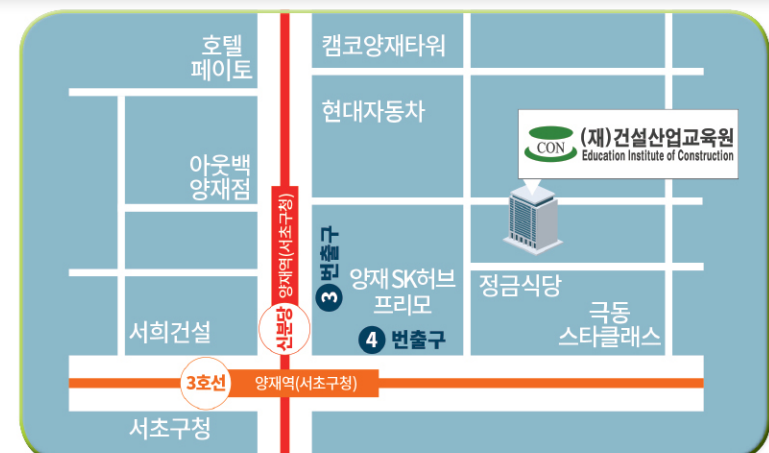 호텔
페이토
캠코양재타워
현대자동차
CON
(재)건설산업교육원
Education Institute of Construction
아웃백
양재점
양재역(서초구청)
신분당
3 번출구
양재 SK허브
프리모
정금식당
극동
스타클래스
서희건설
4 번출구
3호선
양재역(서초구청)
서초구청